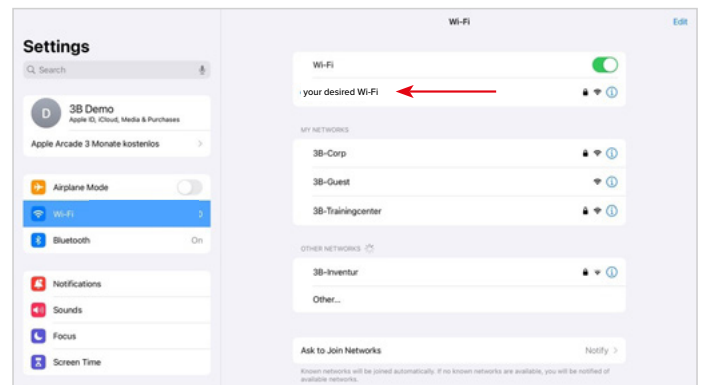 Wi-Fi
Edit
Settings
Search
D
3B Demo
Apple ID, iCloud, Media & Purchases
Apple Arcade 3 Monate kostenlos
Airplane Mode
Wi-Fi
Bluetooth
On
Notifications
Sounds
Focus
Screen Time
Wi-Fi
your desired Wi-Fi
MY NETWORKS
3B-Corp
3B-Guest
3B-Trainingcenter
OTHER NETWORKS
3B-Inventur
Other...
Ask to Join Networks
Notify
Known networks will be joined automatically. If no known networks are available, you will be notified of
available networks.